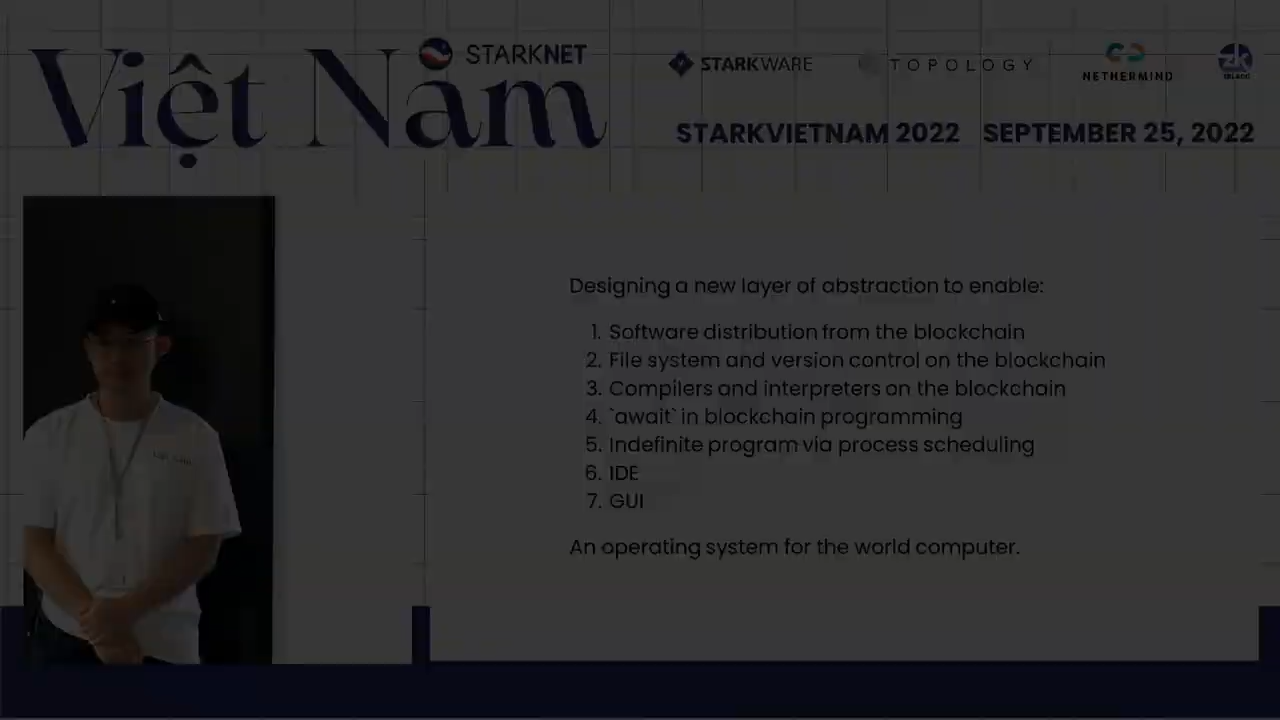 Việt Nam
STARKNET
STARKWARE
TOPOLOGY
NETHERMIND
STARKVIETNAM 2022 SEPTEMBER 25, 2022
Designing a new layer of abstraction to enable:
1. Software distribution from the blockchain
2. File system and version control on the blockchain
3. Compilers and interpreters on the blockchain
4. `await` in blockchain programming
5. Indefinite program via process scheduling
6. IDE
7. GUI
An operating system for the world computer.